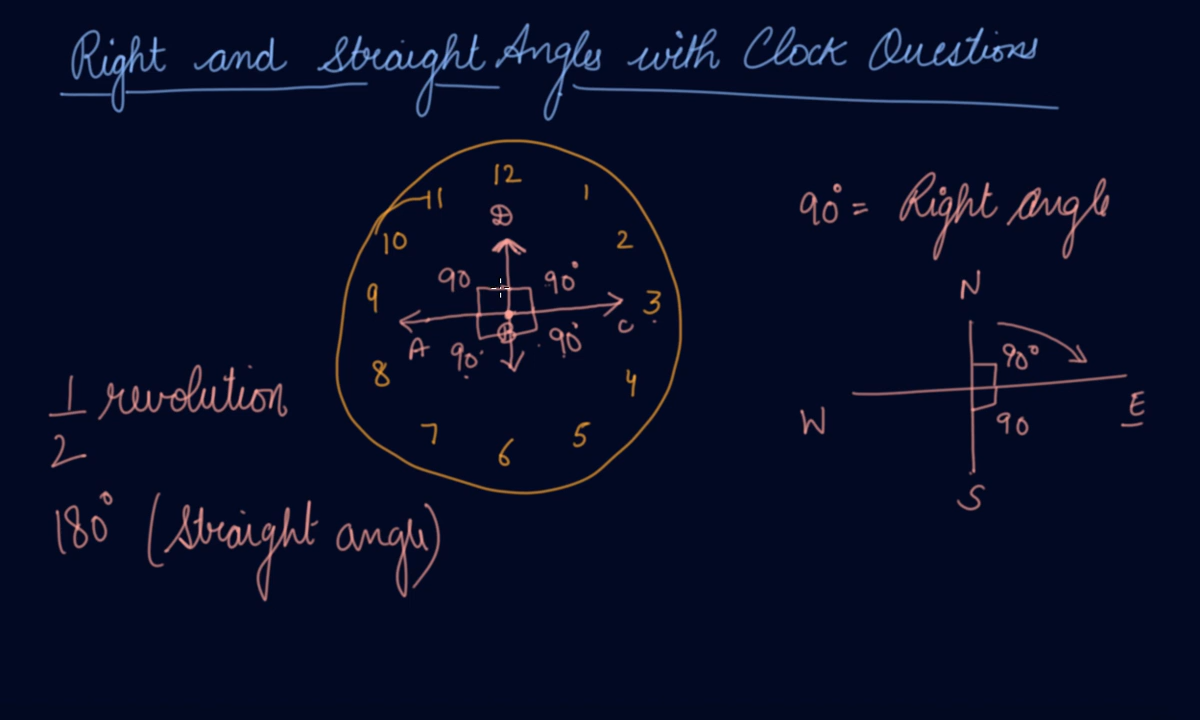 Right and Straight Angles with Clock Questions
12
11
1
10
D
2
90
90°
9
3
A
B
C
90°
90°
8
4
7
5
6
1/2 revolution
180° (Straight angle)
90° = Right angle
N
90°
W
E
90
S